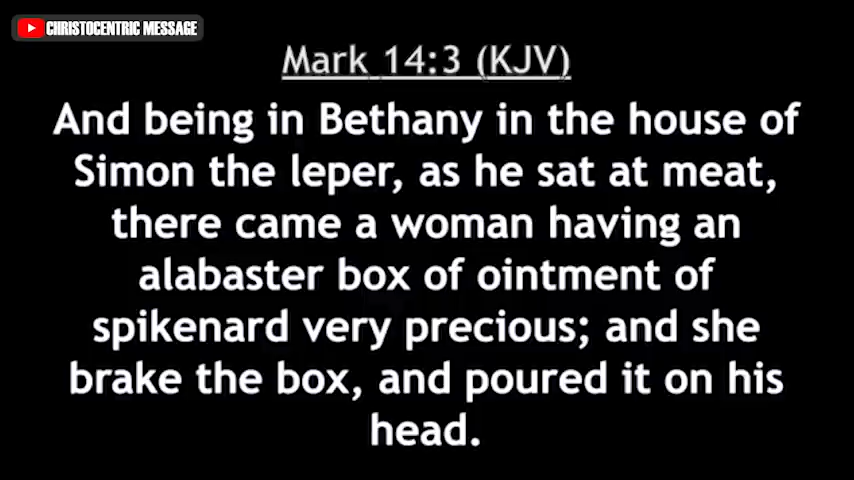 CHRISTOCENTRIC MESSAGE
Mark 14:3 (KJV)
And being in Bethany in the house of
Simon the leper, as he sat at meat,
there came a woman having an
alabaster box of ointment of
spikenard very precious; and she
brake the box, and poured it on his
head.